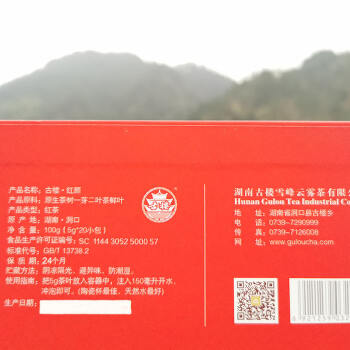 产品名称：古楼·红颜
产品原料：原生茶树一芽二叶茶鲜叶
产品类型：红茶
原 产 地：湖南·洞口
净 含 量：100g（5g*20小包）
食品生产许可证编号：SC 1144 3052 5000 57
标准代号：GB/T 13738.2
保 质 期：24个月
贮藏方法：阴凉隔光、避异味、防潮湿。
使用指南：把5g茶叶放入容器中，注入150毫升开水，
冲泡即可。（陶瓷杯最佳，天然水最好）
生产日期：
湖南古楼雪峰云雾茶有限
Hunan Gulou Tea Industrial Co
地 址：湖南省洞口县古楼乡
电 话：0739-7290999
传 真：0739-7126008
网 址：www.guloucha.com